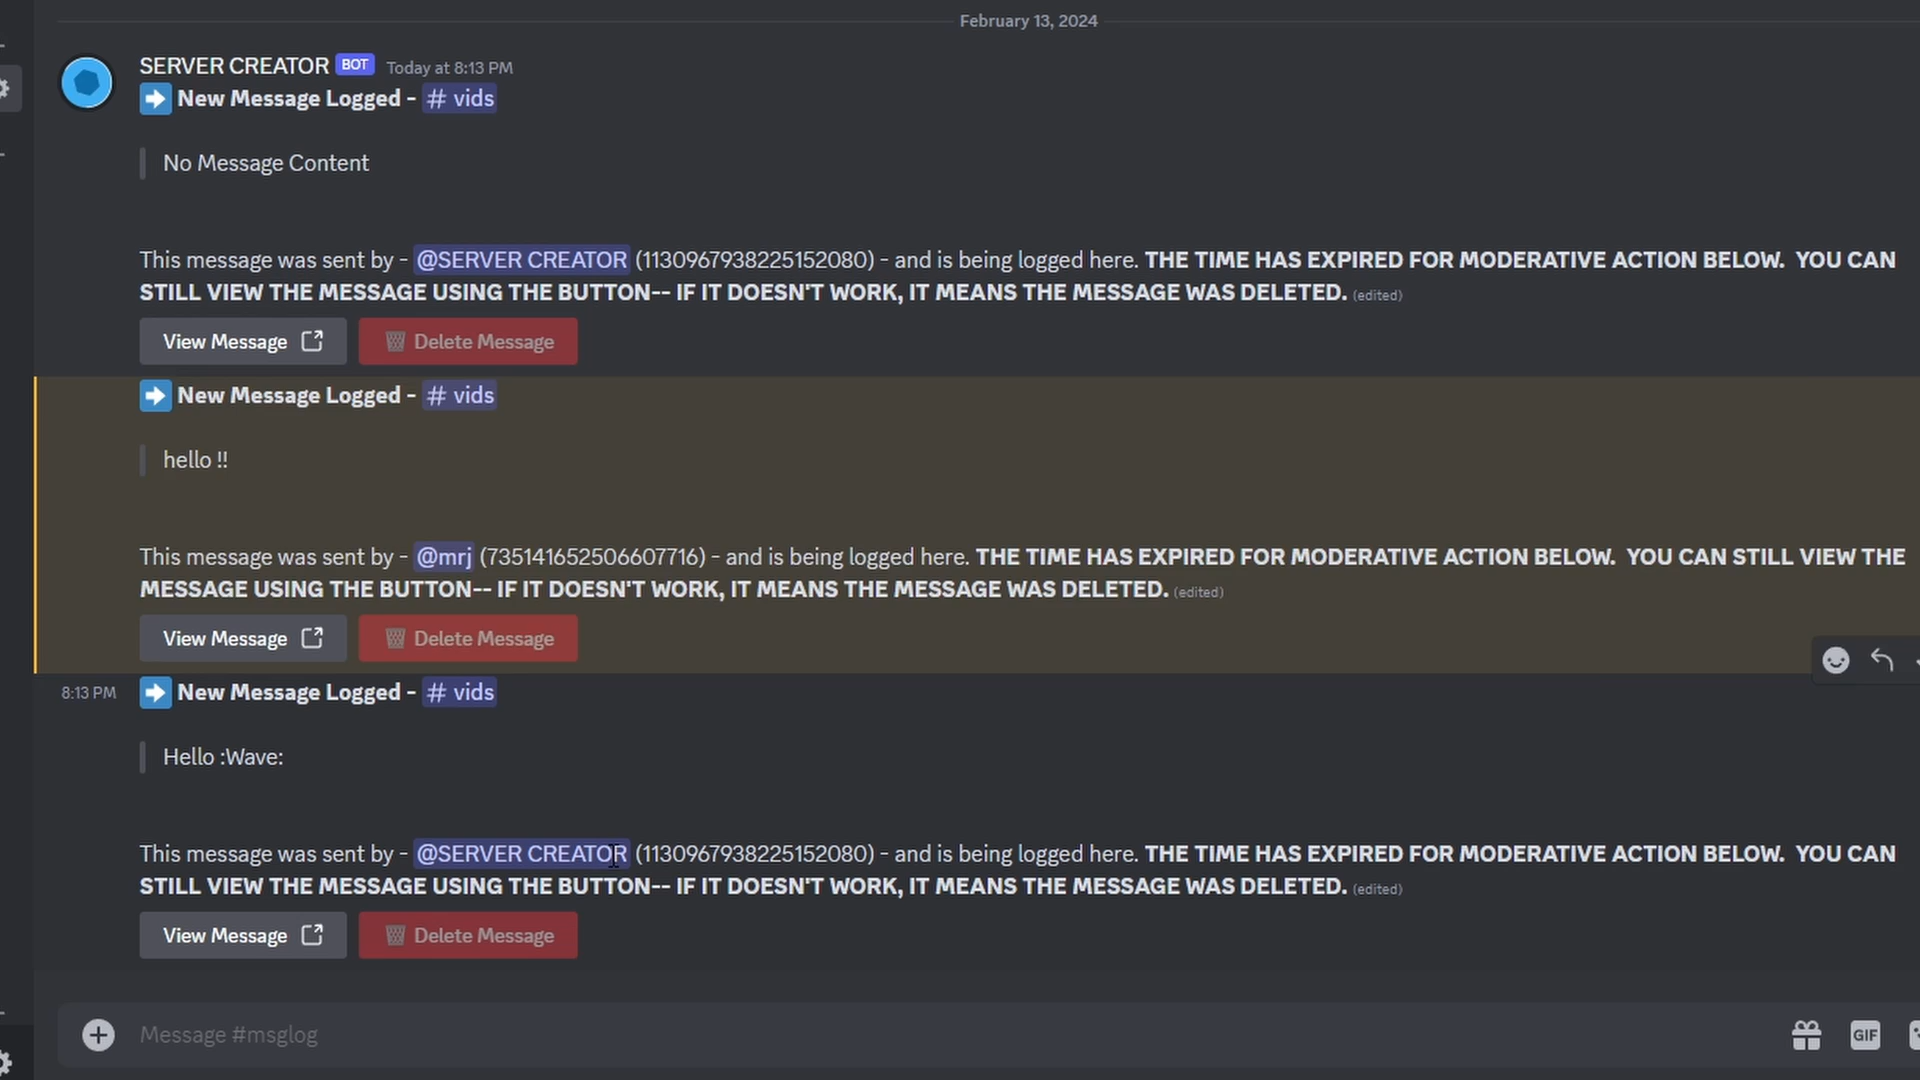 February 13, 2024
SERVER CREATOR BOT Today at 8:13 PM
New Message Logged - # vids
No Message Content
This message was sent by - @SERVER CREATOR (1130967938225152080) - and is being logged here. THE TIME HAS EXPIRED FOR MODERATIVE ACTION BELOW. YOU CAN
STILL VIEW THE MESSAGE USING THE BUTTON-- IF IT DOESN'T WORK, IT MEANS THE MESSAGE WAS DELETED. (edited)
View Message Delete Message
New Message Logged - # vids
hello !!
This message was sent by - @mrj (735141652506607716) - and is being logged here. THE TIME HAS EXPIRED FOR MODERATIVE ACTION BELOW. YOU CAN STILL VIEW THE
MESSAGE USING THE BUTTON-- IF IT DOESN'T WORK, IT MEANS THE MESSAGE WAS DELETED. (edited)
View Message Delete Message
8:13 PM New Message Logged - # vids
Hello :Wave:
This message was sent by - @SERVER CREATOR (1130967938225152080) - and is being logged here. THE TIME HAS EXPIRED FOR MODERATIVE ACTION BELOW. YOU CAN
STILL VIEW THE MESSAGE USING THE BUTTON-- IF IT DOESN'T WORK, IT MEANS THE MESSAGE WAS DELETED. (edited)
View Message Delete Message
Message #msglog GIF